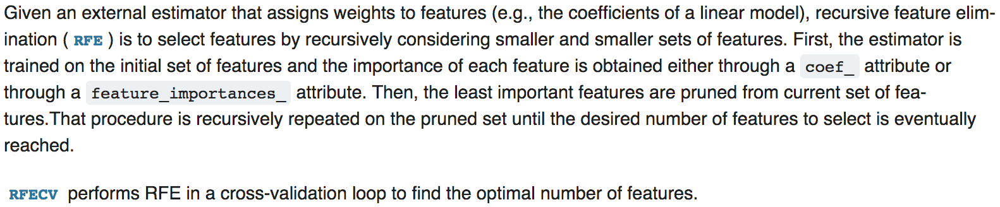 Given an external estimator that assigns weights to features (e.g., the coefficients of a linear model), recursive feature elim-
ination ( RFE ) is to select features by recursively considering smaller and smaller sets of features. First, the estimator is
trained on the initial set of features and the importance of each feature is obtained either through a coef_ attribute or
through a feature_importances_ attribute. Then, the least important features are pruned from current set of fea-
tures.That procedure is recursively repeated on the pruned set until the desired number of features to select is eventually
reached.
RFECV performs RFE in a cross-validation loop to find the optimal number of features.